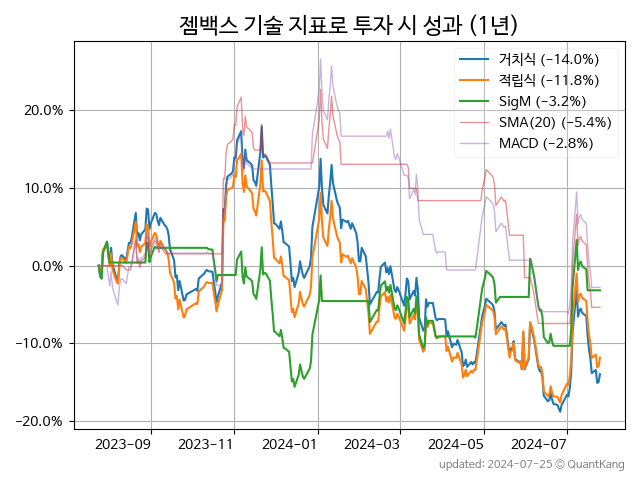 젬백스 기술 지표로 투자 시 성과 (1년)
거치식 (−14.0%)
적립식 (−11.8%)
SigM (−3.2%)
SMA(20) (−5.4%)
MACD (−2.8%)
20.0%
10.0%
0.0%
−10.0%
−20.0%
2023−09 2023−11 2024−01 2024−03 2024−05 2024−07
updated: 2024-07-25 © QuantKang